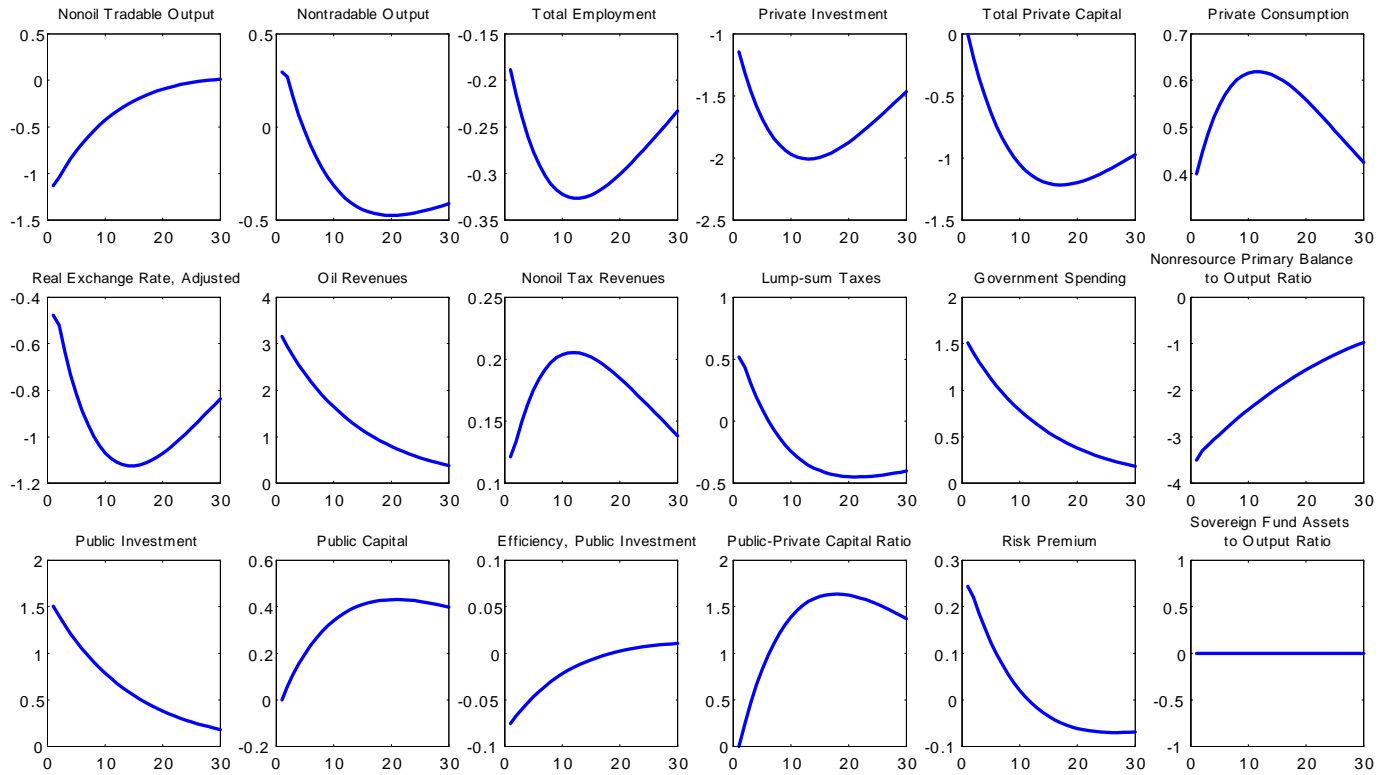 Nonoil Tradable Output
0.5
0
-0.5
-1
-1.5
0 10 20 30
Nontradable Output
0.5
0
-0.5
0 10 20 30
Total Employment
-0.15
-0.2
-0.25
-0.3
-0.35
0 10 20 30
Private Investment
-1
-1.5
-2
-2.5
0 10 20 30
Total Private Capital
0
-0.5
-1
-1.5
0 10 20 30
Private Consumption
0.7
0.6
0.5
0.4
0 10 20 30
Real Exchange Rate, Adjusted
-0.4
-0.6
-0.8
-1
-1.2
0 10 20 30
Oil Revenues
4
3
2
1
0
0 10 20 30
Nonoil Tax Revenues
0.25
0.2
0.15
0.1
0 10 20 30
Lump-sum Taxes
1
0.5
0
-0.5
0 10 20 30
Government Spending
2
1.5
1
0.5
0
0 10 20 30
Nonresource Primary Balance
to Output Ratio
0
-1
-2
-3
-4
0 10 20 30
Public Investment
2
1.5
1
0.5
0
0 10 20 30
Public Capital
0.6
0.4
0.2
0
-0.2
0 10 20 30
Efficiency, Public Investment
0.1
0.05
0
-0.05
-0.1
0 10 20 30
Public-Private Capital Ratio
2
1.5
1
0.5
0
0 10 20 30
Risk Premium
0.3
0.2
0.1
0
-0.1
0 10 20 30
Sovereign Fund Assets
to Output Ratio
1
0.5
0
-0.5
-1
0 10 20 30